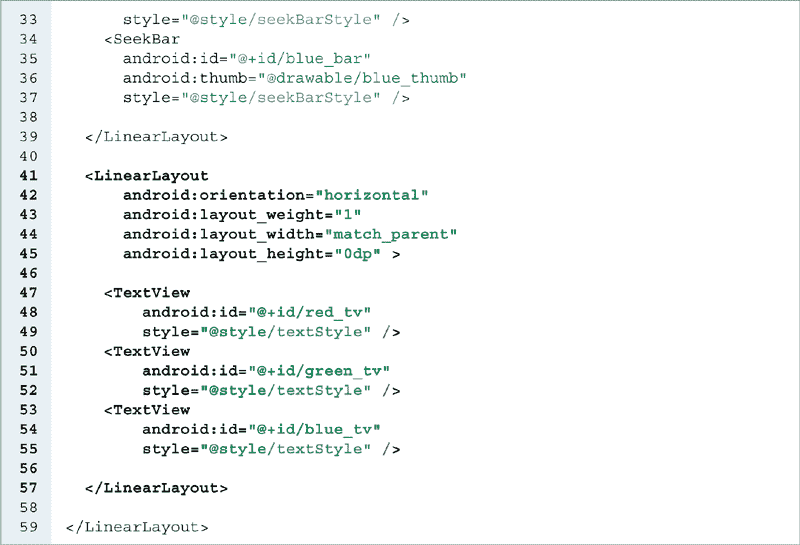 33 style="@style/seekBarStyle" />
34 <SeekBar
35 android:id="@+id/blue_bar"
36 android:thumb="@drawable/blue_thumb"
37 style="@style/seekBarStyle" />
38
39 </LinearLayout>
40
41 <LinearLayout
42 android:orientation="horizontal"
43 android:layout_weight="1"
44 android:layout_width="match_parent"
45 android:layout_height="0dp" >
46
47 <TextView
48 android:id="@+id/red_tv"
49 style="@style/textStyle" />
50 <TextView
51 android:id="@+id/green_tv"
52 style="@style/textStyle" />
53 <TextView
54 android:id="@+id/blue_tv"
55 style="@style/textStyle" />
56
57 </LinearLayout>
58
59 </LinearLayout>